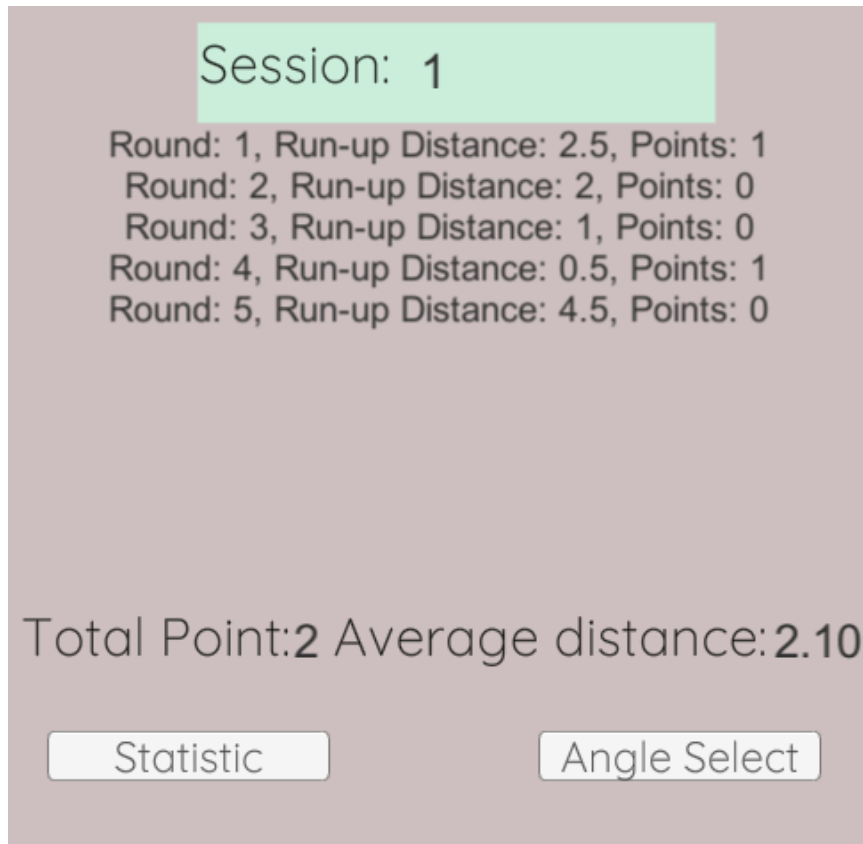 Session: 1
Round: 1, Run-up Distance: 2.5, Points: 1
Round: 2, Run-up Distance: 2, Points: 0
Round: 3, Run-up Distance: 1, Points: 0
Round: 4, Run-up Distance: 0.5, Points: 1
Round: 5, Run-up Distance: 4.5, Points: 0
Total Point:2 Average distance:2.10
Statistic Angle Select